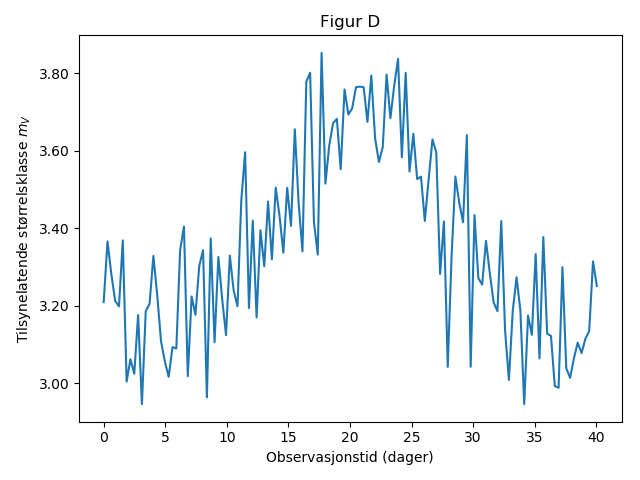 Figur D
Tilsynelatende størrelsklasse $m_V$
3.80
3.60
3.40
3.20
3.00
0 5 10 15 20 25 30 35 40
Observasjonstid (dager)